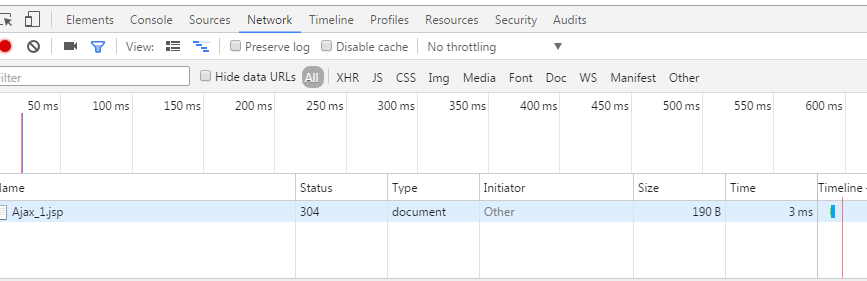 Elements Console Sources Network Timeline Profiles Resources Security Audits
View: Preserve log Disable cache No throttling
Filter Hide data URLs All XHR JS CSS Img Media Font Doc WS Manifest Other
50 ms 100 ms 150 ms 200 ms 250 ms 300 ms 350 ms 400 ms 450 ms 500 ms 550 ms 600 ms
Name Status Type Initiator Size Time Timeline
Ajax_1.jsp 304 document Other 190 B 3 ms